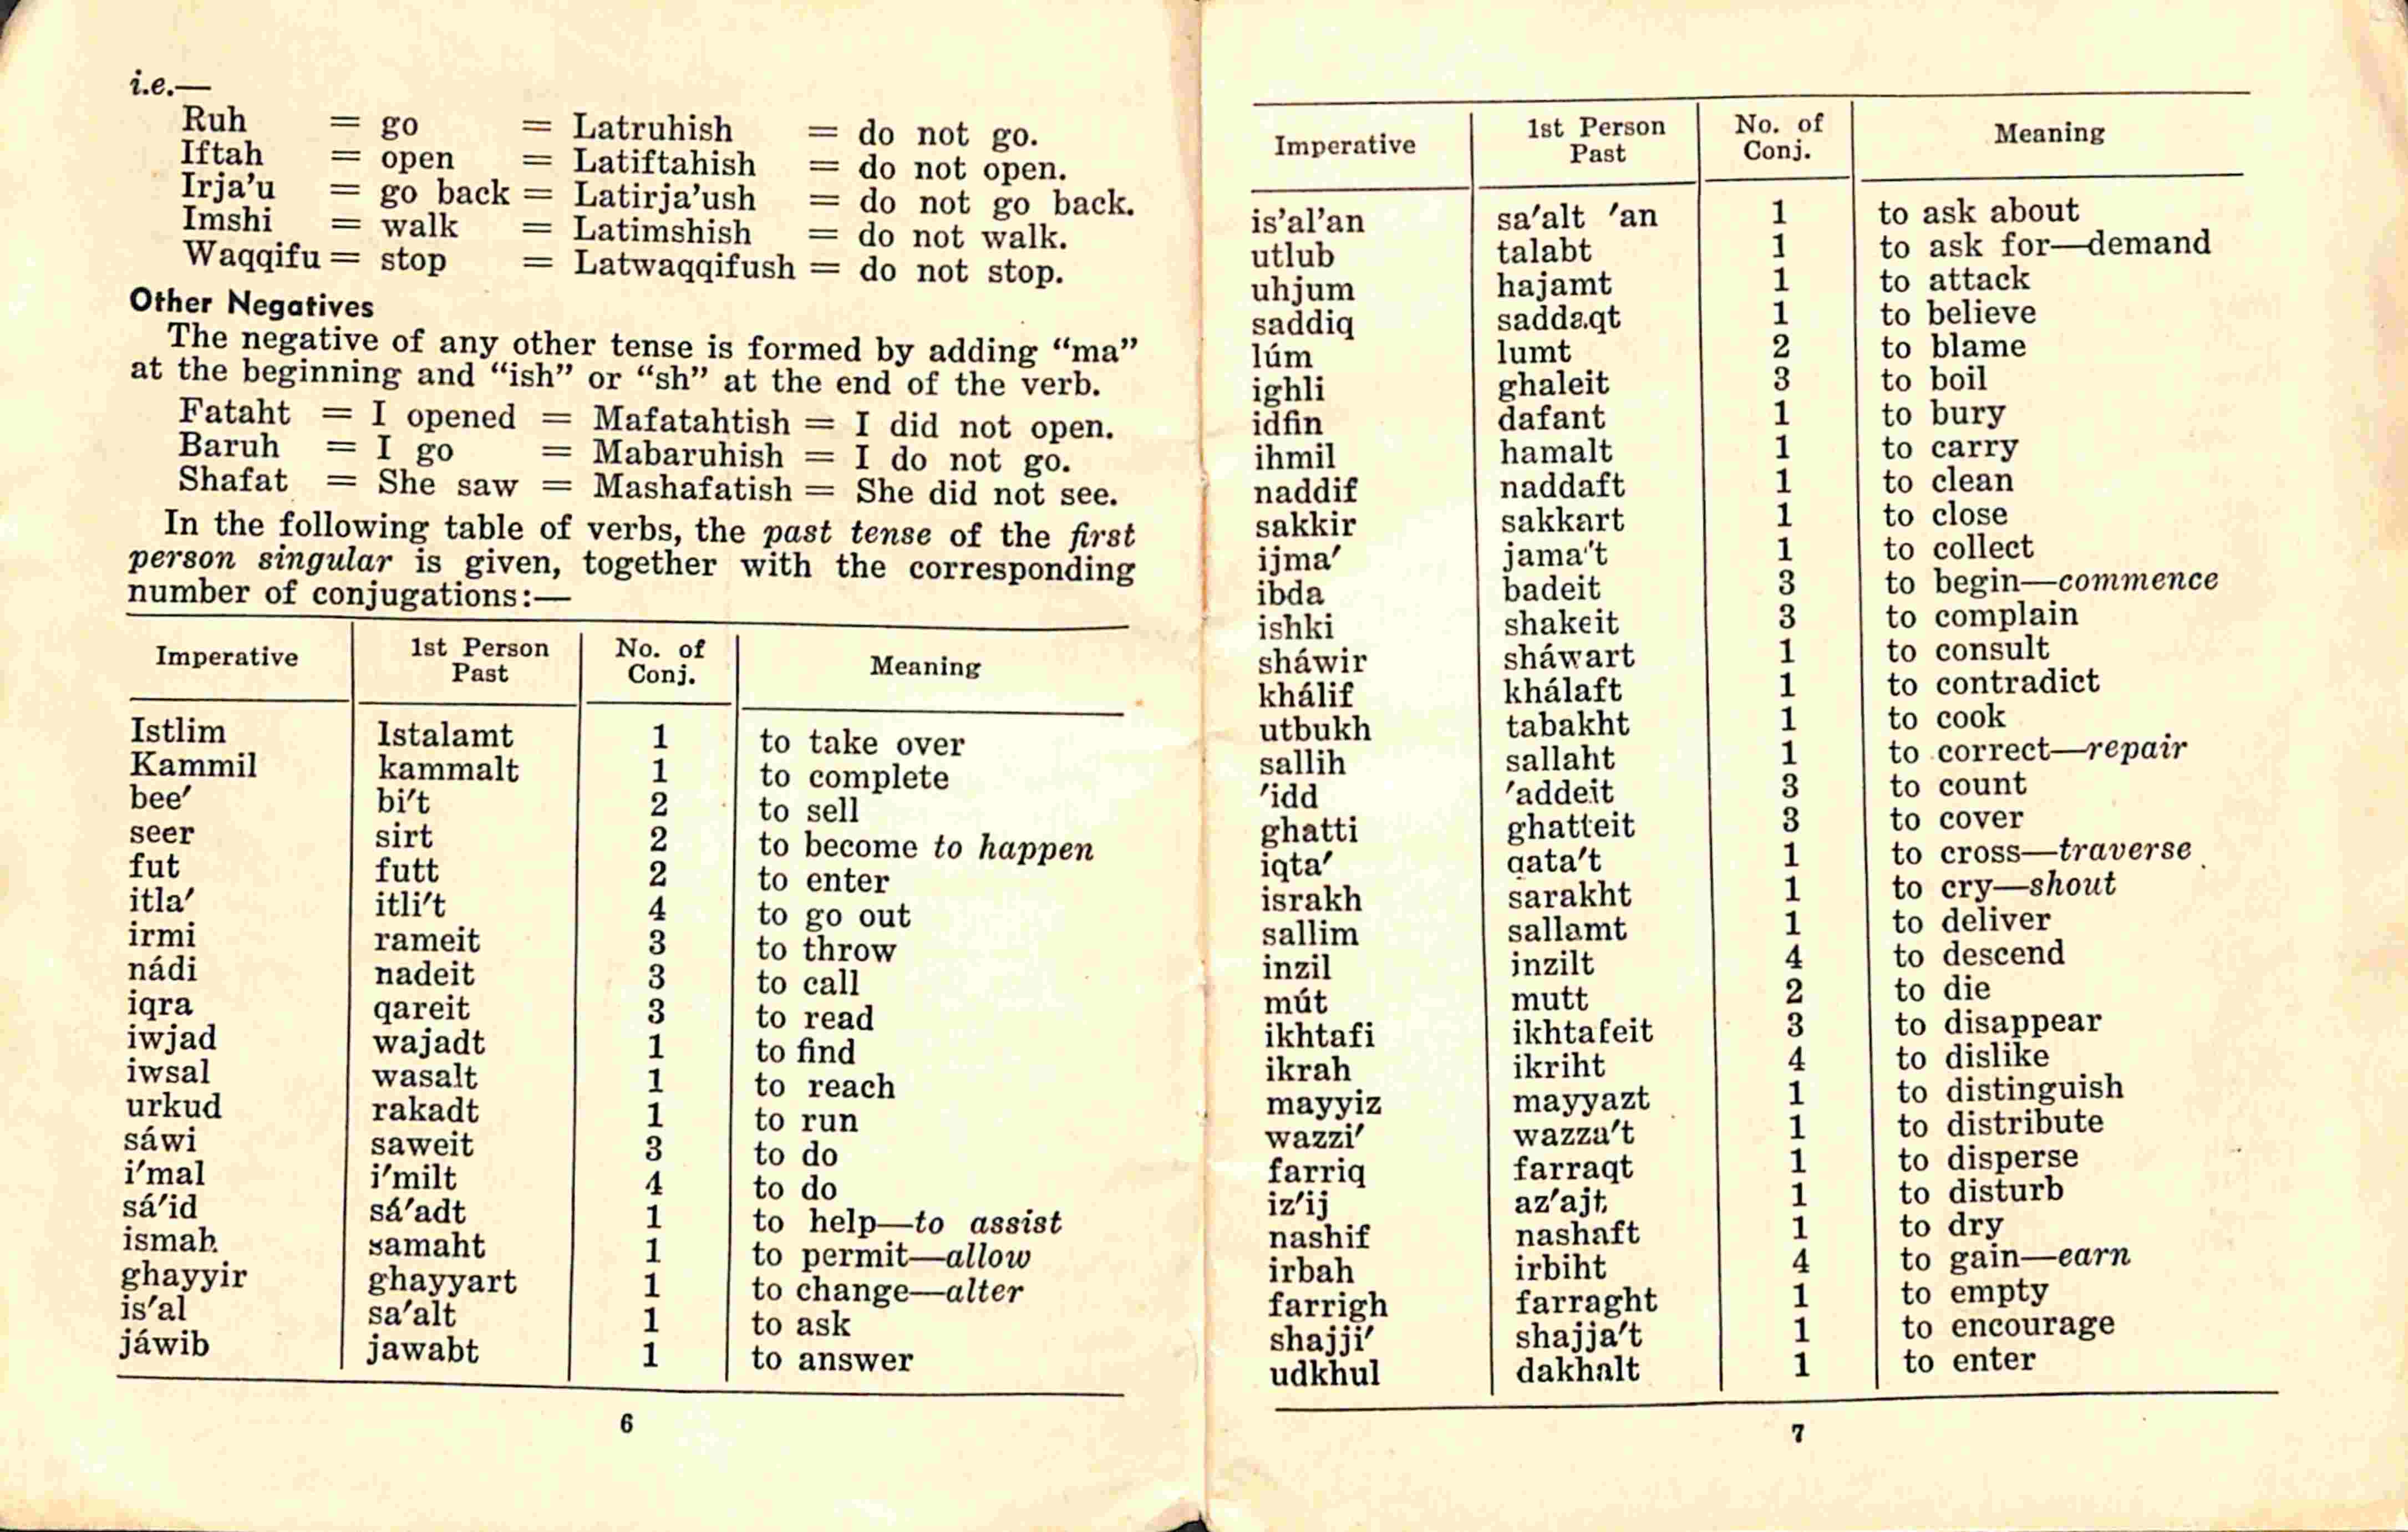 i.e.—
Ruh = go = Latruhish = do not go.
Iftah = open = Latiftahish = do not open.
Irja'u = go back = Latirja'ush = do not go back.
Imshi = walk = Latimshish = do not walk.
Waqqifu = stop = Latwaqqifush = do not stop.
Other Negatives
The negative of any other tense is formed by adding “ma”
at the beginning and “ish” or “sh” at the end of the verb.
Fataht = I opened = Mafatahtish = I did not open.
Baruh = I go = Mabaruhish = I do not go.
Shafat = She saw = Mashafatish = She did not see.
In the following table of verbs, the past tense of the first
person singular is given, together with the corresponding
number of conjugations:—
Imperative 1st Person Past No. of Conj. Meaning
Istlim Istalamt 1 to take over
Kammil kammalt 1 to complete
bee' bi't 2 to sell
seer sirt 2 to become to happen
fut futt 2 to enter
itla' itli't 4 to go out
irmi rameit 3 to throw
nádi nadeit 3 to call
iqra qareit 3 to read
iwjad wajadt 1 to find
iwsal wasalt 1 to reach
urkud rakadt 1 to run
sáwi saweit 3 to do
i'mal i'milt 4 to do
sá'id sá'adt 1 to help—to assist
ismah samaht 1 to permit—allow
ghayyir ghayyart 1 to change—alter
is'al sa'alt 1 to ask
jáwib jawabt 1 to answer
6
Imperative 1st Person Past No. of Conj. Meaning
is'al'an sa'alt 'an 1 to ask about
utlub talabt 1 to ask for—demand
uhjum hajamt 1 to attack
saddiq saddaqt 1 to believe
lúm lumt 2 to blame
ighli ghaleit 3 to boil
idfin dafant 1 to bury
ihmil hamalt 1 to carry
naddif naddaft 1 to clean
sakkir sakkart 1 to close
ijma' jama't 1 to collect
ibda badeit 3 to begin—commence
ishki shakeit 3 to complain
sháwir sháwart 1 to consult
khálif khálaft 1 to contradict
utbukh tabakht 1 to cook
sallih sallaht 1 to correct—repair
'idd 'addeit 3 to count
ghatti ghatteit 3 to cover
iqta' qata't 1 to cross—traverse
israkh sarakht 1 to cry—shout
sallim sallamt 1 to deliver
inzil inzilt 4 to descend
mút mutt 2 to die
ikhtafi ikhtafeit 3 to disappear
ikrah ikriht 4 to dislike
mayyiz mayyazt 1 to distinguish
wazzi' wazza't 1 to distribute
farriq farraqt 1 to disperse
iz'ij az'ajt 1 to disturb
nashif nashaft 1 to dry
irbah irbiht 4 to gain—earn
farrigh farraght 1 to empty
shajji' shajja't 1 to encourage
udkhul dakhalt 1 to enter
7